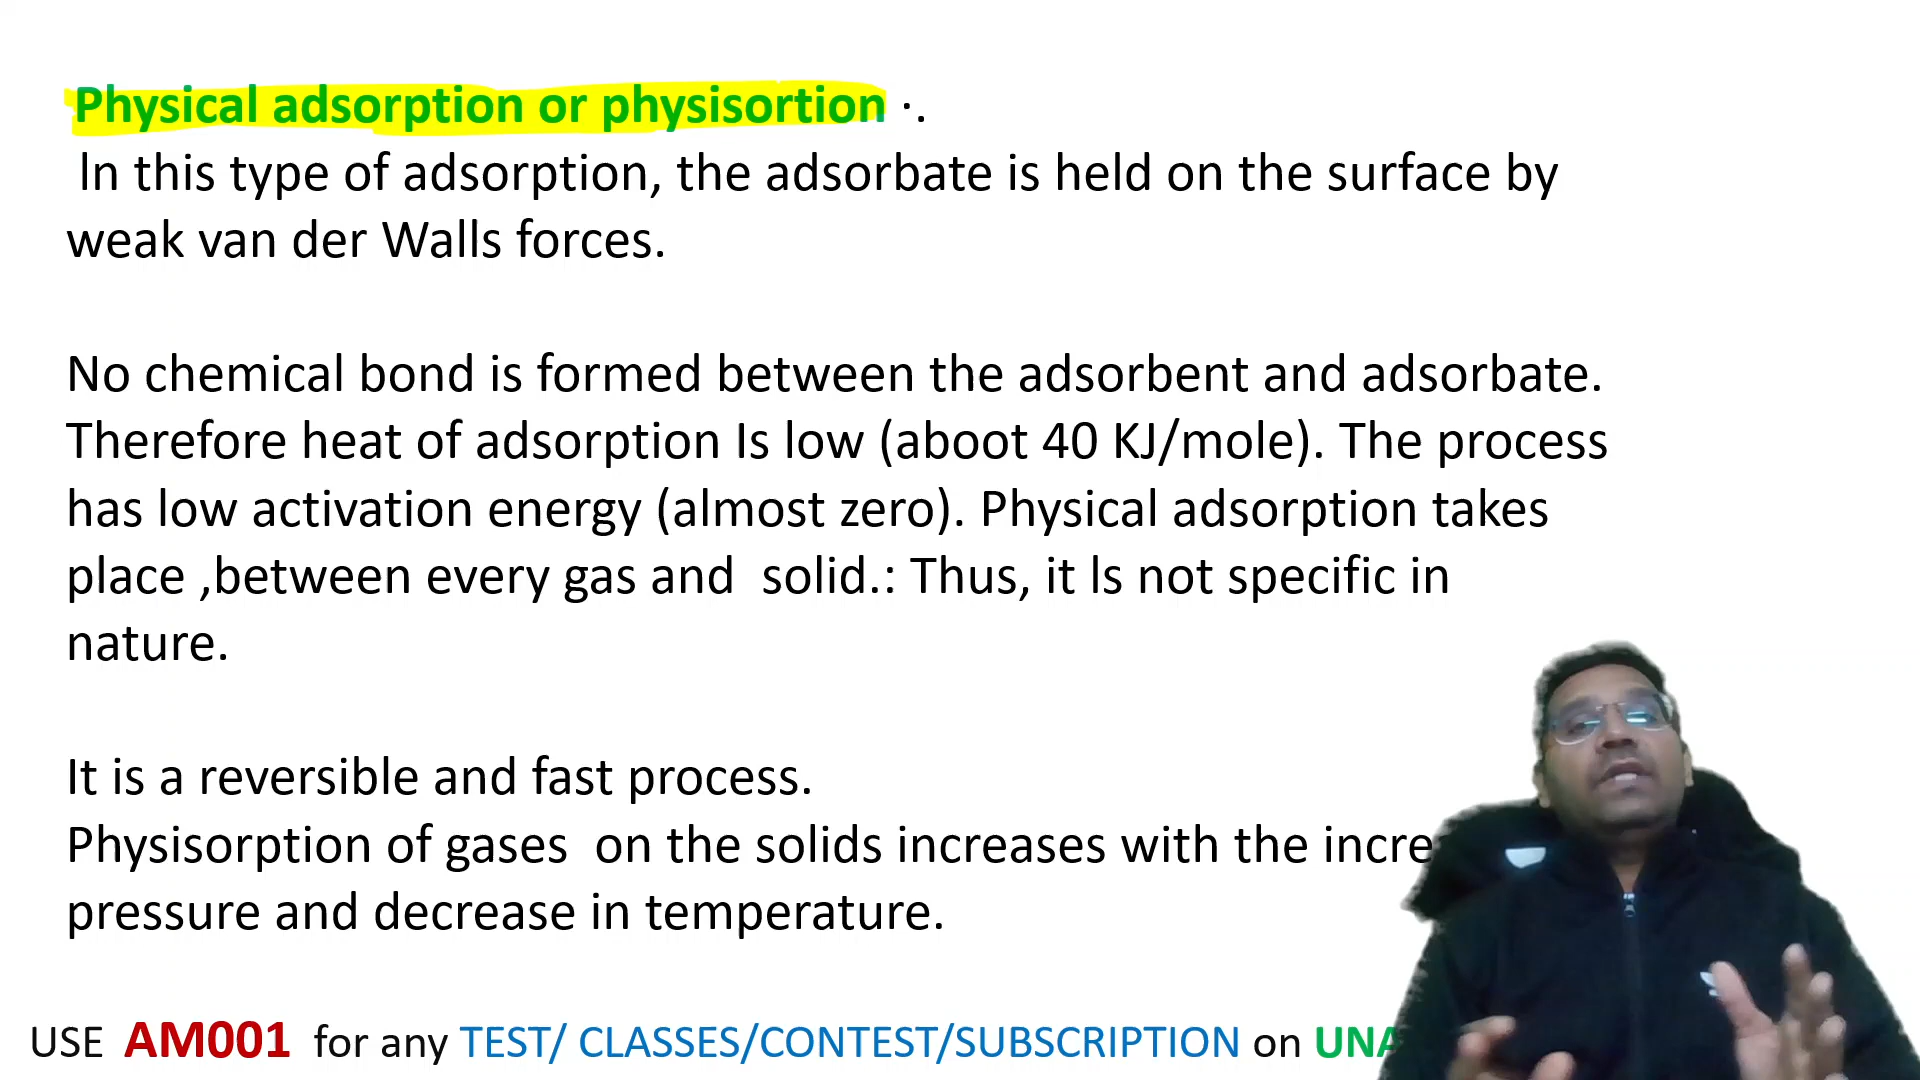 Physical adsorption or physisortion ·.
In this type of adsorption, the adsorbate is held on the surface by
weak van der Walls forces.
No chemical bond is formed between the adsorbent and adsorbate.
Therefore heat of adsorption Is low (aboot 40 KJ/mole). The process
has low activation energy (almost zero). Physical adsorption takes
place ,between every gas and solid.: Thus, it ls not specific in
nature.
It is a reversible and fast process.
Physisorption of gases on the solids increases with the incre
pressure and decrease in temperature.
USE AM001 for any TEST/ CLASSES/CONTEST/SUBSCRIPTION on UNA